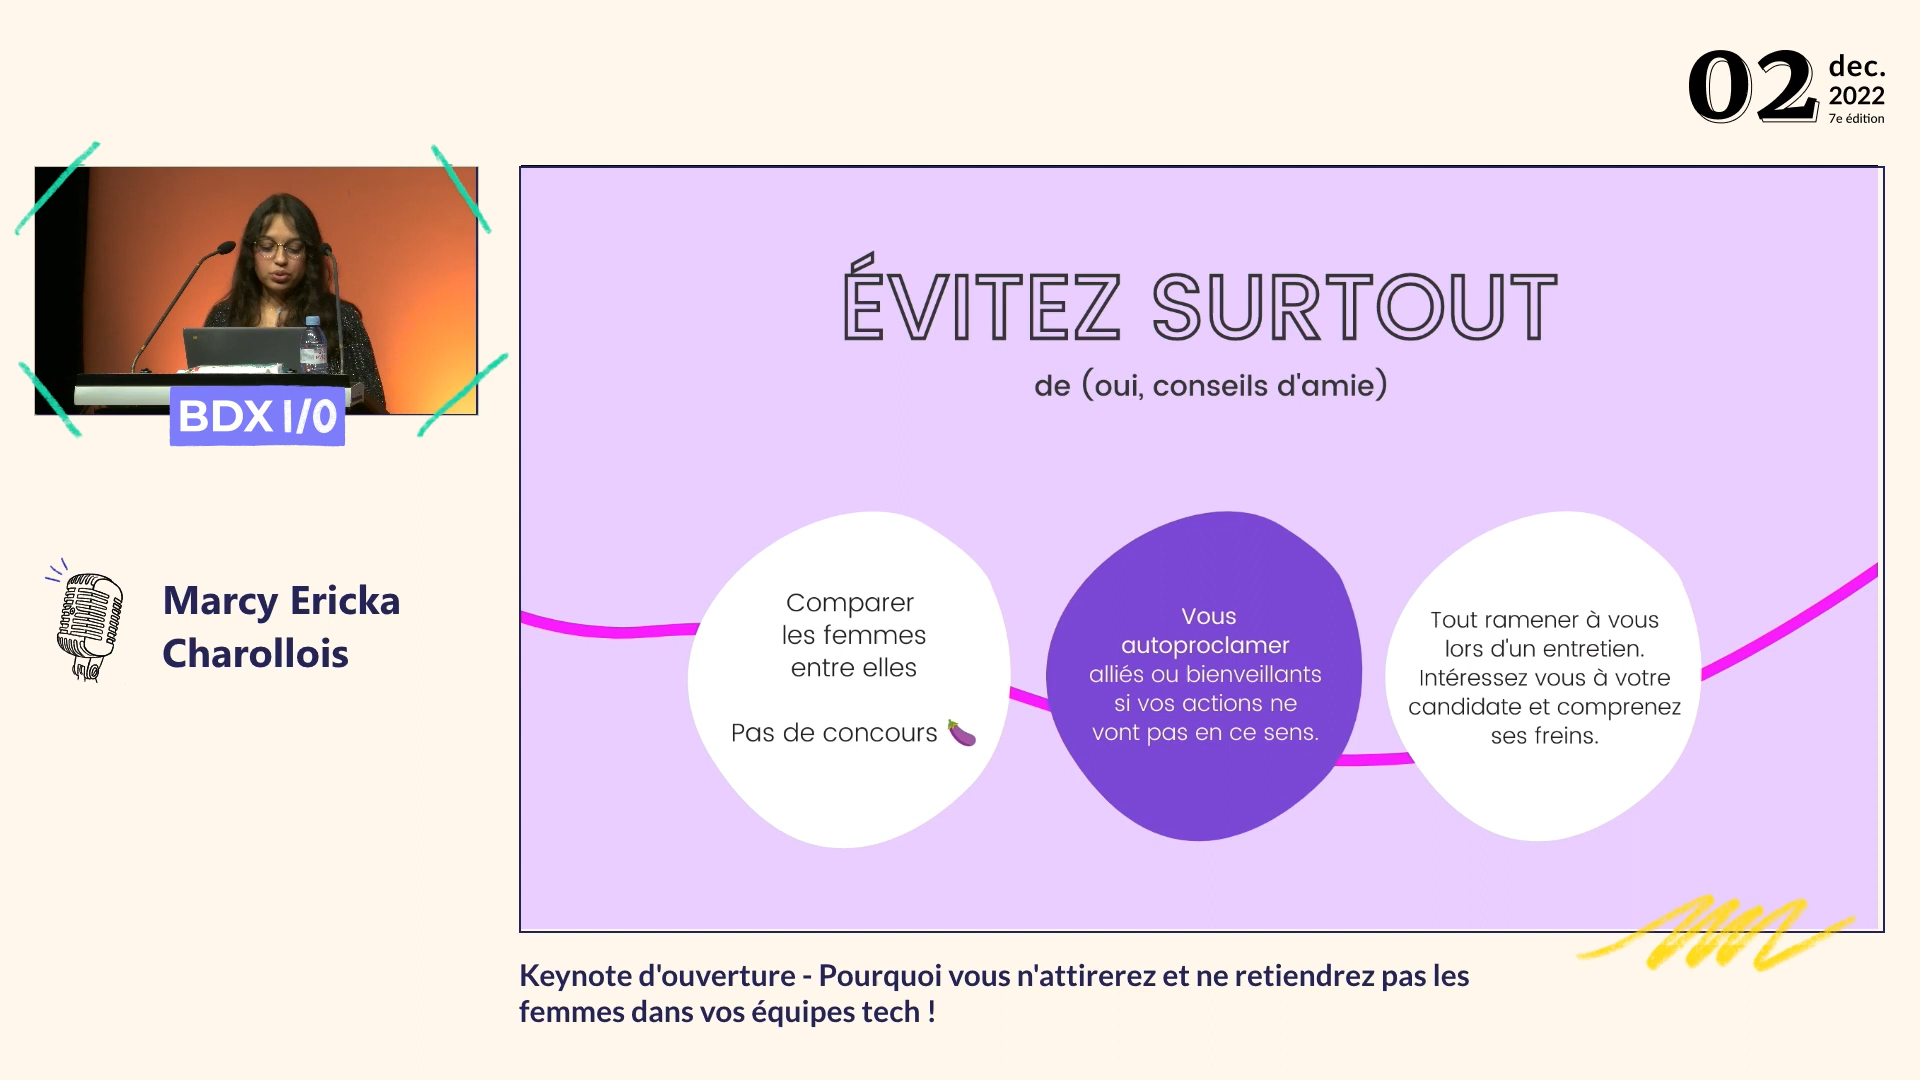 02
dec.
2022
7e édition
BDX I/O
Marcy Ericka
Charollois
ÉVITEZ SURTOUT
de (oui, conseils d'amie)
Comparer
les femmes
entre elles
Pas de concours 🍆
Vous
autoproclamer
alliés ou bienveillants
si vos actions ne
vont pas en ce sens.
Tout ramener à vous
lors d'un entretien.
Intéressez vous à votre
candidate et comprenez
ses freins.
Keynote d'ouverture - Pourquoi vous n'attirerez et ne retiendrez pas les
femmes dans vos équipes tech !